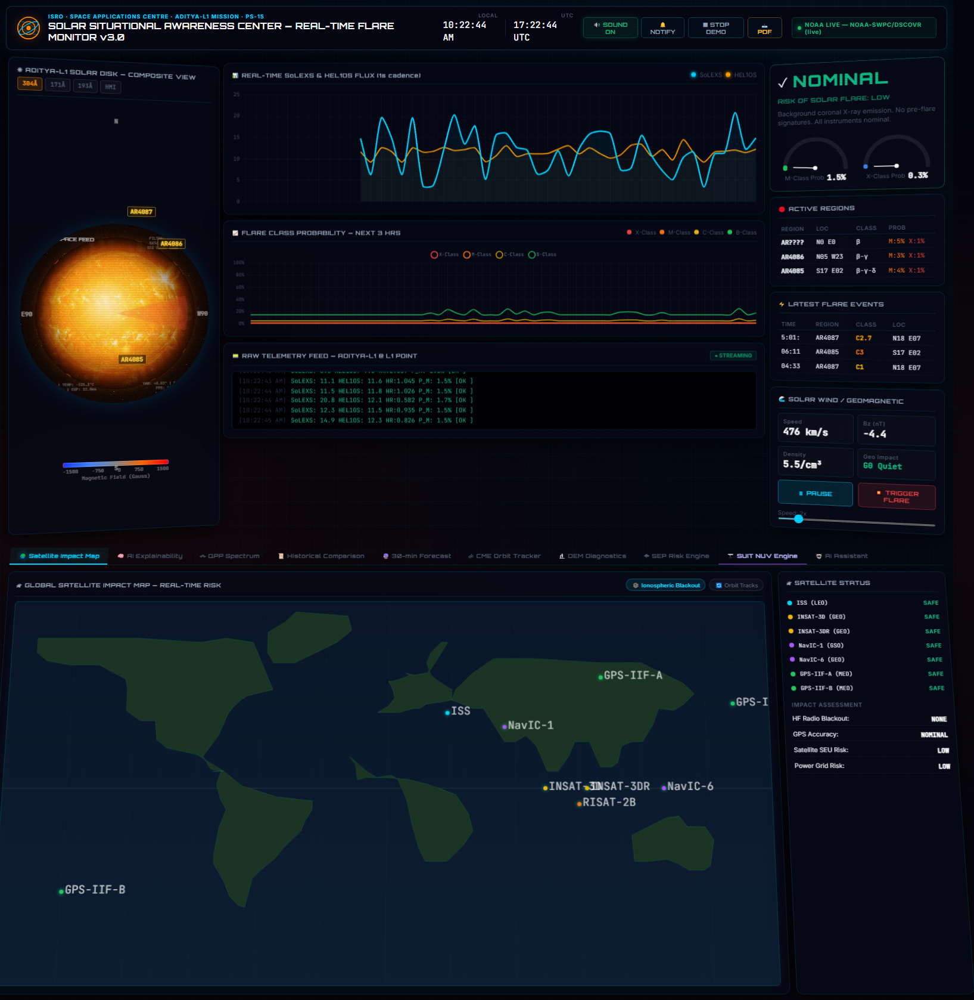 ISRO · SPACE APPLICATIONS CENTRE · ADITYA-L1 MISSION · PS-15
SOLAR SITUATIONAL AWARENESS CENTER — REAL-TIME FLARE
MONITOR v3.0
LOCAL
10:22:44
AM
UTC
17:22:44
UTC
SOUND
ON
NOTIFY
STOP
DEMO
PDF
NOAA LIVE — NOAA-SWPC/DSCOVR
(live)
ADITYA-L1 SOLAR DISK — COMPOSITE VIEW
304Å
171Å
193Å
HMI
N
AR4087
AR4086
E90
W90
AR4085
S
-1500
-750
0
750
1500
Magnetic Field (Gauss)
REAL-TIME SoLEXS & HEL1OS FLUX (1s cadence)
SoLEXS
HEL1OS
25
20
15
10
5
0
FLARE CLASS PROBABILITY — NEXT 3 HRS
X-Class
M-Class
C-Class
B-Class
X-Class
M-Class
C-Class
B-Class
100%
80%
60%
40%
20%
0%
RAW TELEMETRY FEED — ADITYA-L1 @ L1 POINT
● STREAMING
[10:22:43 AM] SoLEXS: 11.1 HEL1OS: 11.6 HR:1.045 P_M: 1.5% [OK ]
[10:22:44 AM] SoLEXS: 11.5 HEL1OS: 11.8 HR:1.026 P_M: 1.5% [OK ]
[10:22:44 AM] SoLEXS: 20.8 HEL1OS: 12.1 HR:0.582 P_M: 1.7% [OK ]
[10:22:44 AM] SoLEXS: 12.3 HEL1OS: 11.5 HR:0.935 P_M: 1.5% [OK ]
[10:22:45 AM] SoLEXS: 14.9 HEL1OS: 12.3 HR:0.826 P_M: 1.5% [OK ]
✓ NOMINAL
RISK OF SOLAR FLARE: LOW
Background coronal X-ray emission. No pre-flare
signatures. All instruments nominal.
M-Class Prob 1.5%
X-Class Prob 0.3%
ACTIVE REGIONS
REGION LOC CLASS PROB
AR???? N0 E0 β M:5% X:1%
AR4086 N05 W23 β-γ M:3% X:1%
AR4085 S17 E02 β-γ-δ M:4% X:1%
LATEST FLARE EVENTS
TIME REGION CLASS LOC
5:01: AR4087 C2.7 N18 E07
06:11 AR4085 C3 S17 E02
04:33 AR4087 C1 N18 E07
SOLAR WIND / GEOMAGNETIC
Speed
476 km/s
Bz (nT)
-4.4
Density
5.5/cm³
Geo Impact
G0 Quiet
PAUSE
TRIGGER
FLARE
Speed: 2x
Satellite Impact Map
AI Explainability
QPP Spectrum
Historical Comparison
30-min Forecast
CME Orbit Tracker
DEM Diagnostics
SEP Risk Engine
SUIT NUV Engine
AI Assistant
GLOBAL SATELLITE IMPACT MAP — REAL-TIME RISK
Ionospheric Blackout
Orbit Tracks
GPS-IIF-A
GPS-I
ISS
NavIC-1
INSAT-3D
INSAT-3DR
NavIC-6
RISAT-2B
GPS-IIF-B
SATELLITE STATUS
ISS (LEO) SAFE
INSAT-3D (GEO) SAFE
INSAT-3DR (GEO) SAFE
NavIC-1 (GSO) SAFE
NavIC-6 (GEO) SAFE
GPS-IIF-A (MEO) SAFE
GPS-IIF-B (MEO) SAFE
IMPACT ASSESSMENT
HF Radio Blackout: NONE
GPS Accuracy: NOMINAL
Satellite SEU Risk: LOW
Power Grid Risk: LOW